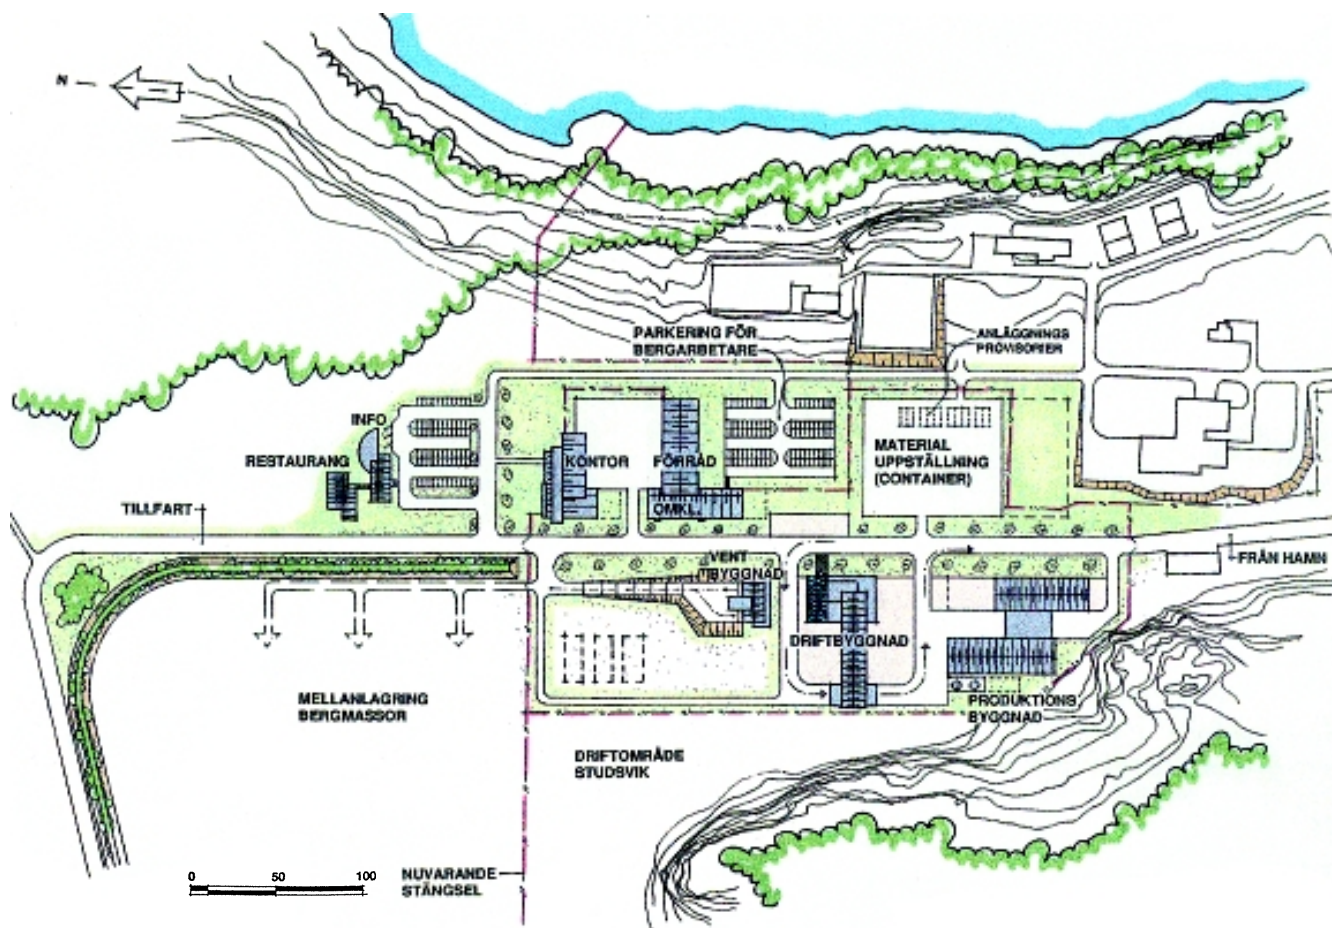 N
PARKERING FÖR
BERGARBETARE
ANLÄGGNINGS
PROVISORIER
INFO
RESTAURANG
KONTOR
FÖRRÅD
MATERIAL
UPPSTÄLLNING
(CONTAINER)
OMKL.
TILLFART
VENT
BYGGNAD
FRÅN HAMN
DRIFTBYGGNAD
MELLANLAGRING
BERGMASSOR
PRODUKTIONS
BYGGNAD
DRIFTOMRÅDE
STUDSVIK
0 50 100
NUVARANDE
STÄNGSEL